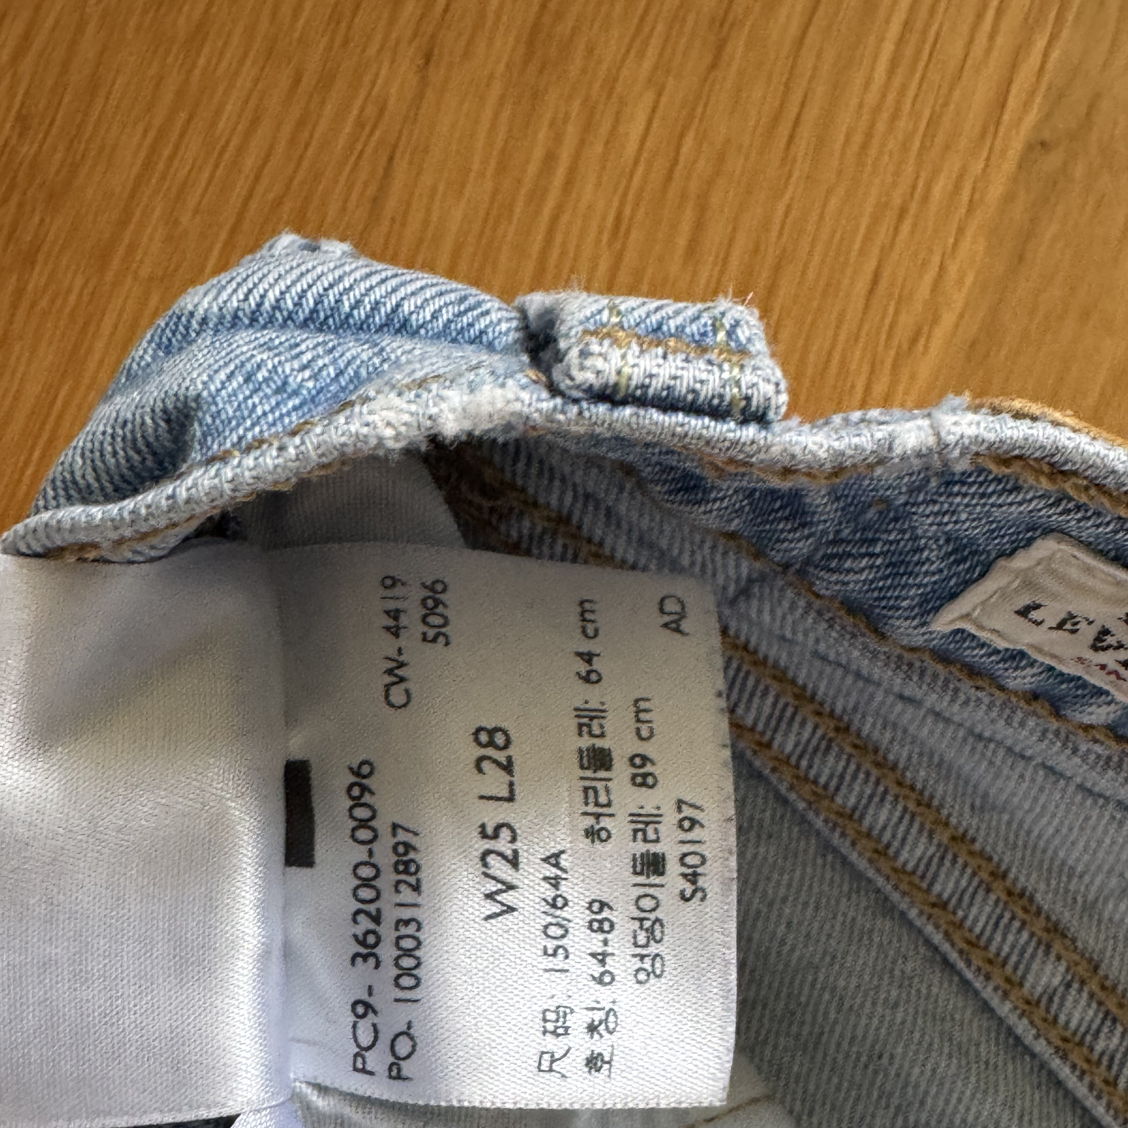 PC9- 36200-0096 CW- 4419
PO- 1000312897 5096
W25 L28
尺码: 150/64A
호칭: 64-89 허리둘레: 64 cm
엉덩이둘레: 89 cm
S40197 AD